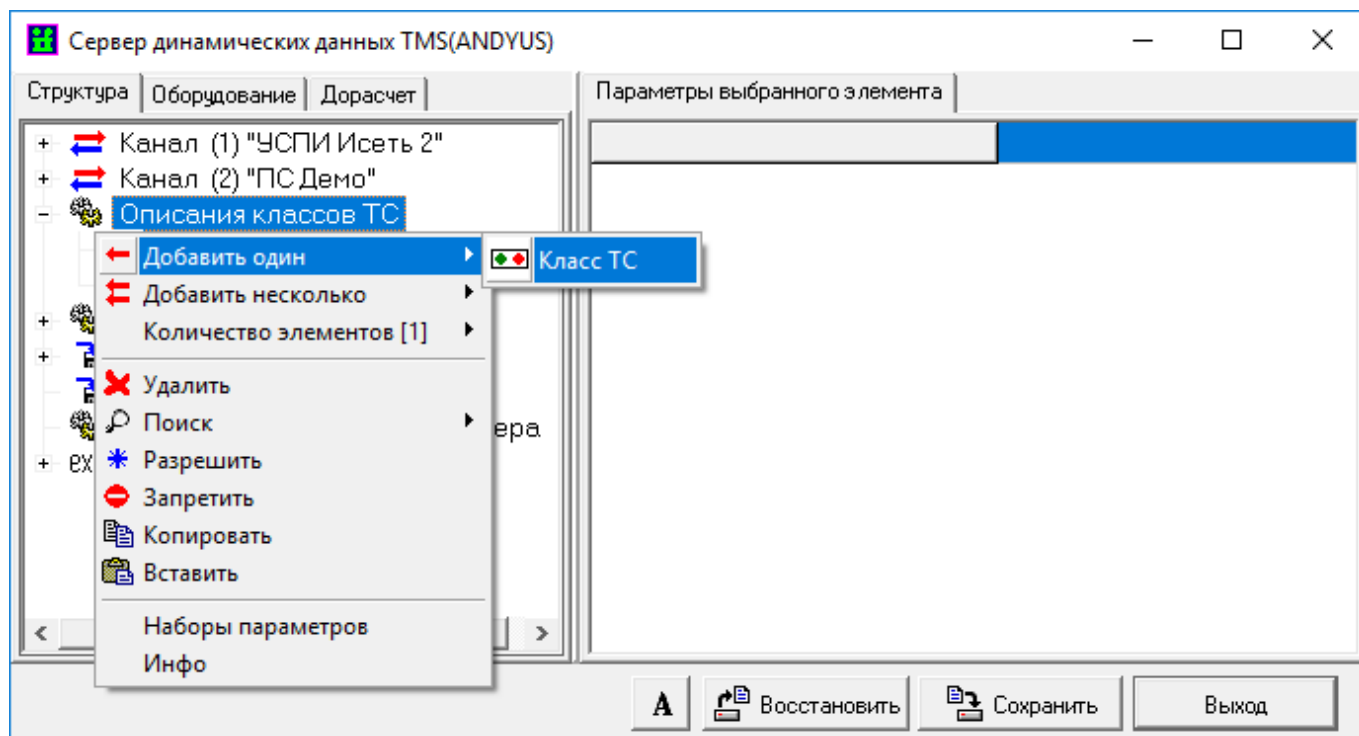 Сервер динамических данных TMS(ANDYUS)
Структура Оборудование Дорасчет Параметры выбранного элемента
Канал (1) "УСПИ Исеть 2"
Канал (2) "ПС Демо"
Описания классов ТС
Добавить один Класс ТС
Добавить несколько
Количество элементов [1]
Удалить
Поиск ера
Разрешить
ex
Запретить
Копировать
Вставить
Наборы параметров
Инфо
A Восстановить Сохранить Выход